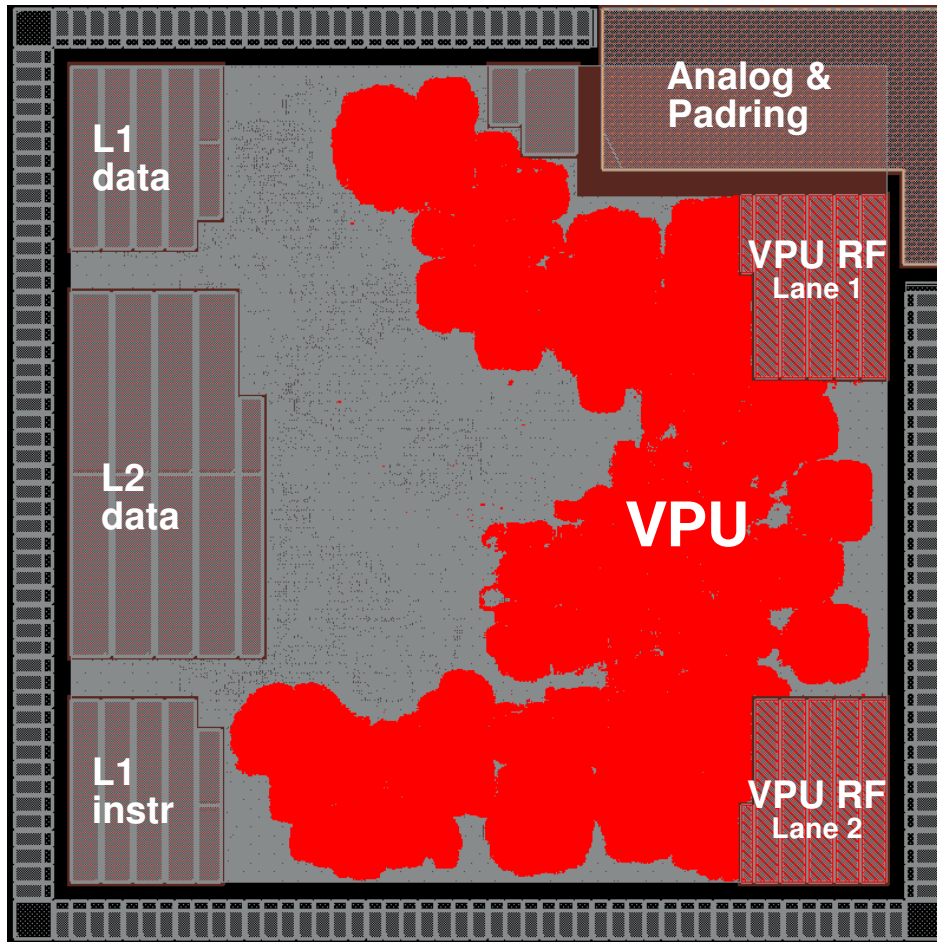 Analog &
Padring
L1
data
VPU RF
Lane 1
L2
data
VPU
L1
instr
VPU RF
Lane 2